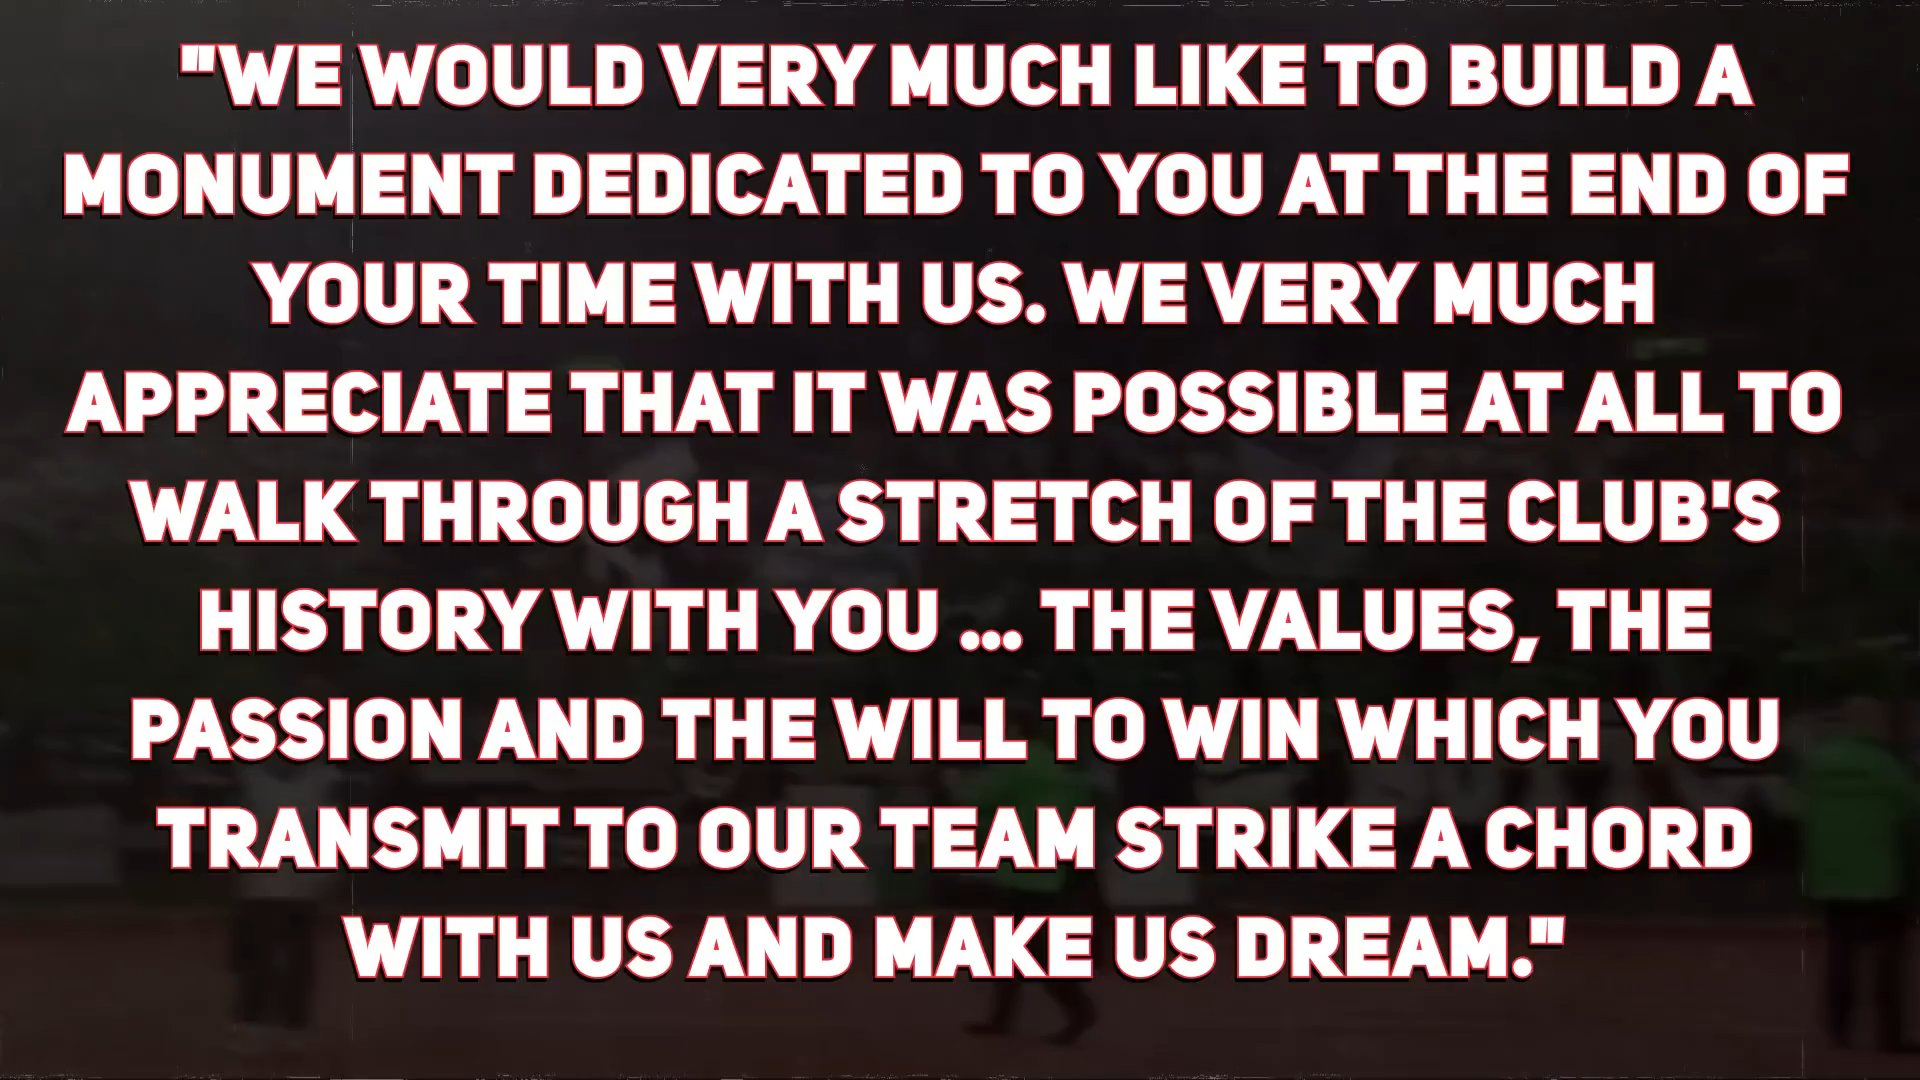 "WE WOULD VERY MUCH LIKE TO BUILD A
MONUMENT DEDICATED TO YOU AT THE END OF
YOUR TIME WITH US. WE VERY MUCH
APPRECIATE THAT IT WAS POSSIBLE AT ALL TO
WALK THROUGH A STRETCH OF THE CLUB'S
HISTORY WITH YOU ... THE VALUES, THE
PASSION AND THE WILL TO WIN WHICH YOU
TRANSMIT TO OUR TEAM STRIKE A CHORD
WITH US AND MAKE US DREAM."